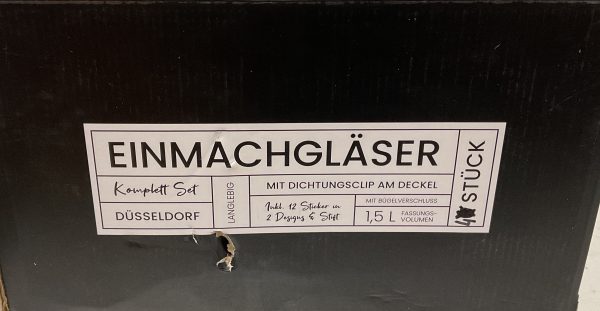 EINMACHGLÄSER
Komplett Set
DÜSSELDORF
LANGLEBIG
MIT DICHTUNGSCLIP AM DECKEL
Inkl. 12 Sticker in
2 Designs & Stift
MIT BÜGELVERSCHLUSS
1,5 L FASSUNGS-
VOLUMEN
STÜCK